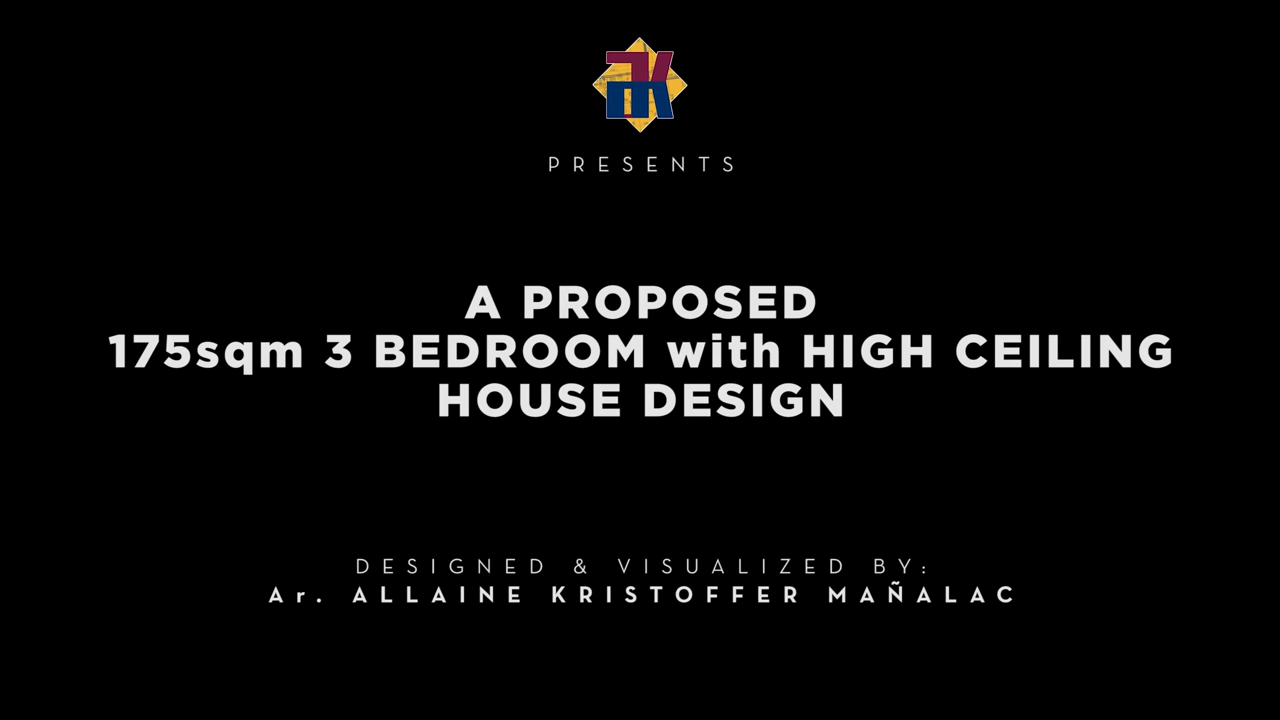 PRESENTS
A PROPOSED
175sqm 3 BEDROOM with HIGH CEILING
HOUSE DESIGN
DESIGNED & VISUALIZED BY:
Ar. ALLAINE KRISTOFFER MAÑALAC